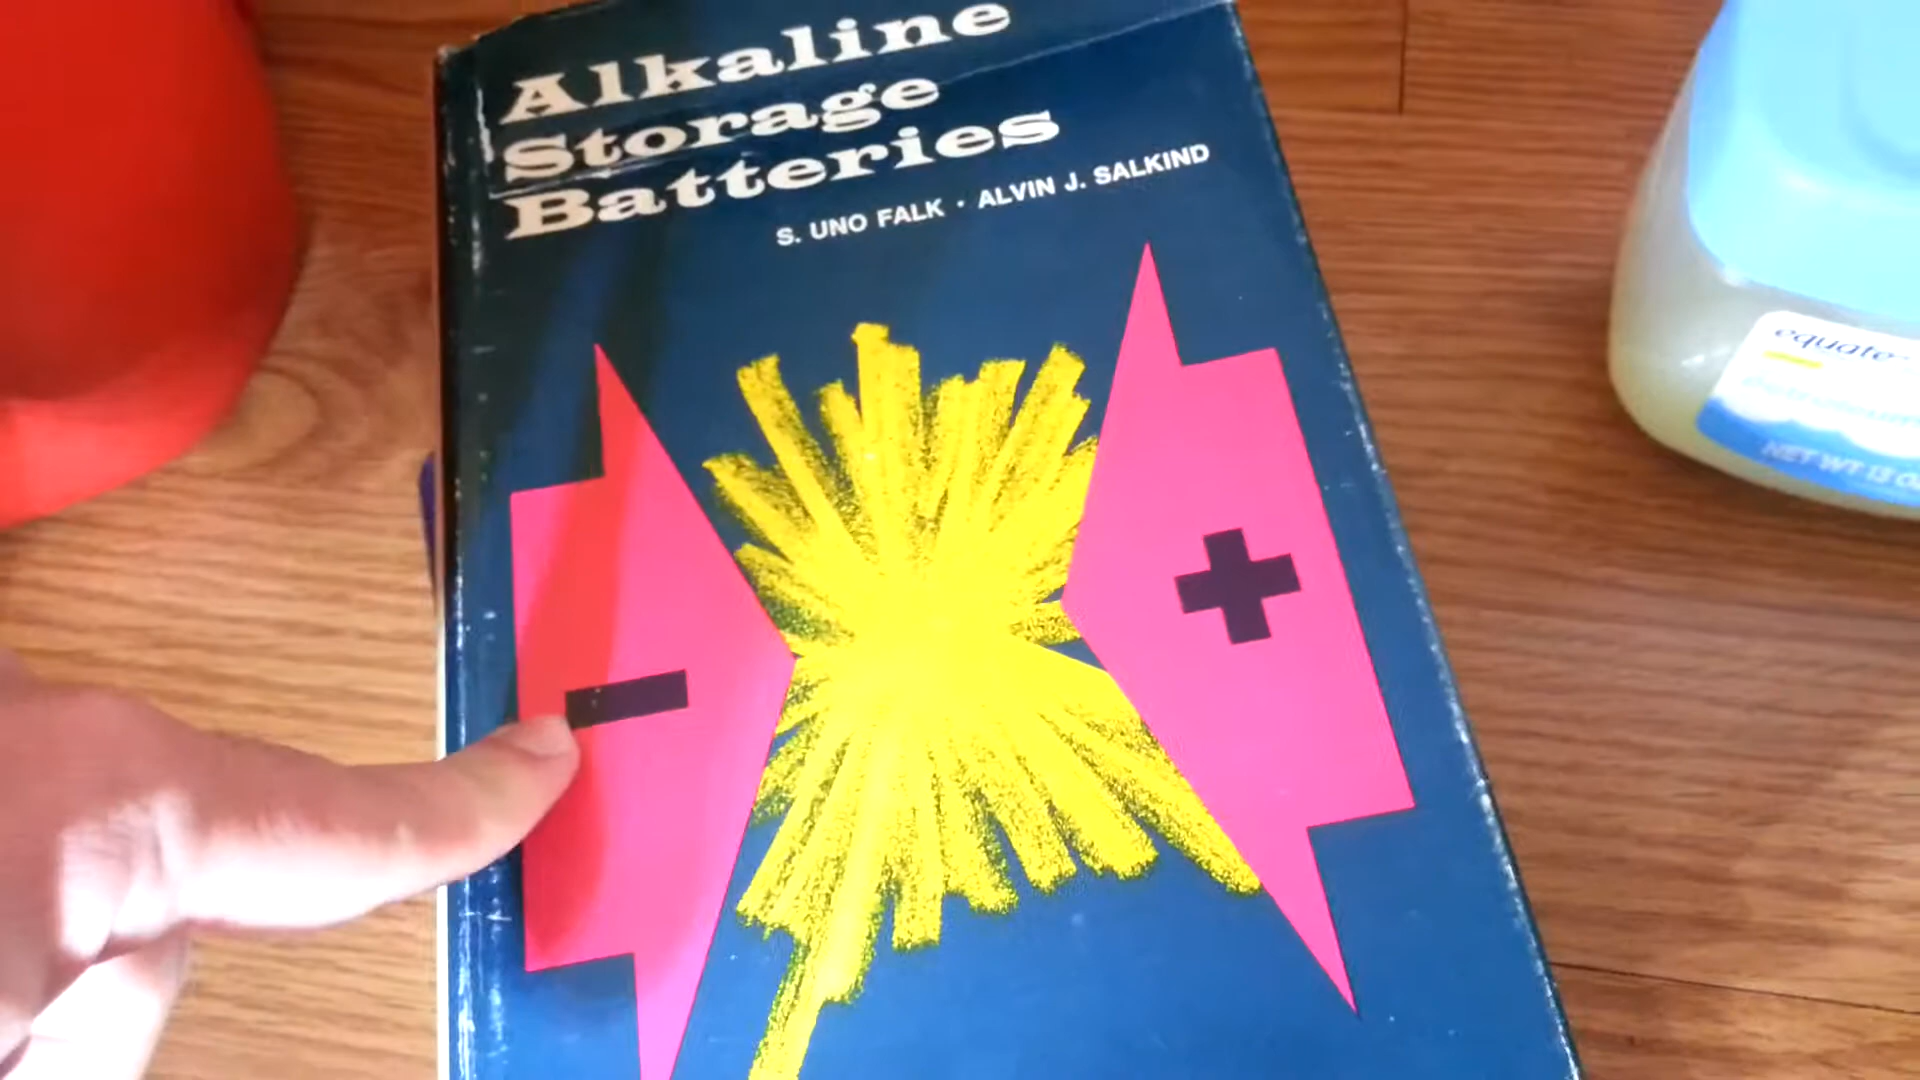 Alkaline
Storage
Batteries
S. UNO FALK · ALVIN J. SALKIND
equate
NET WT 13 O